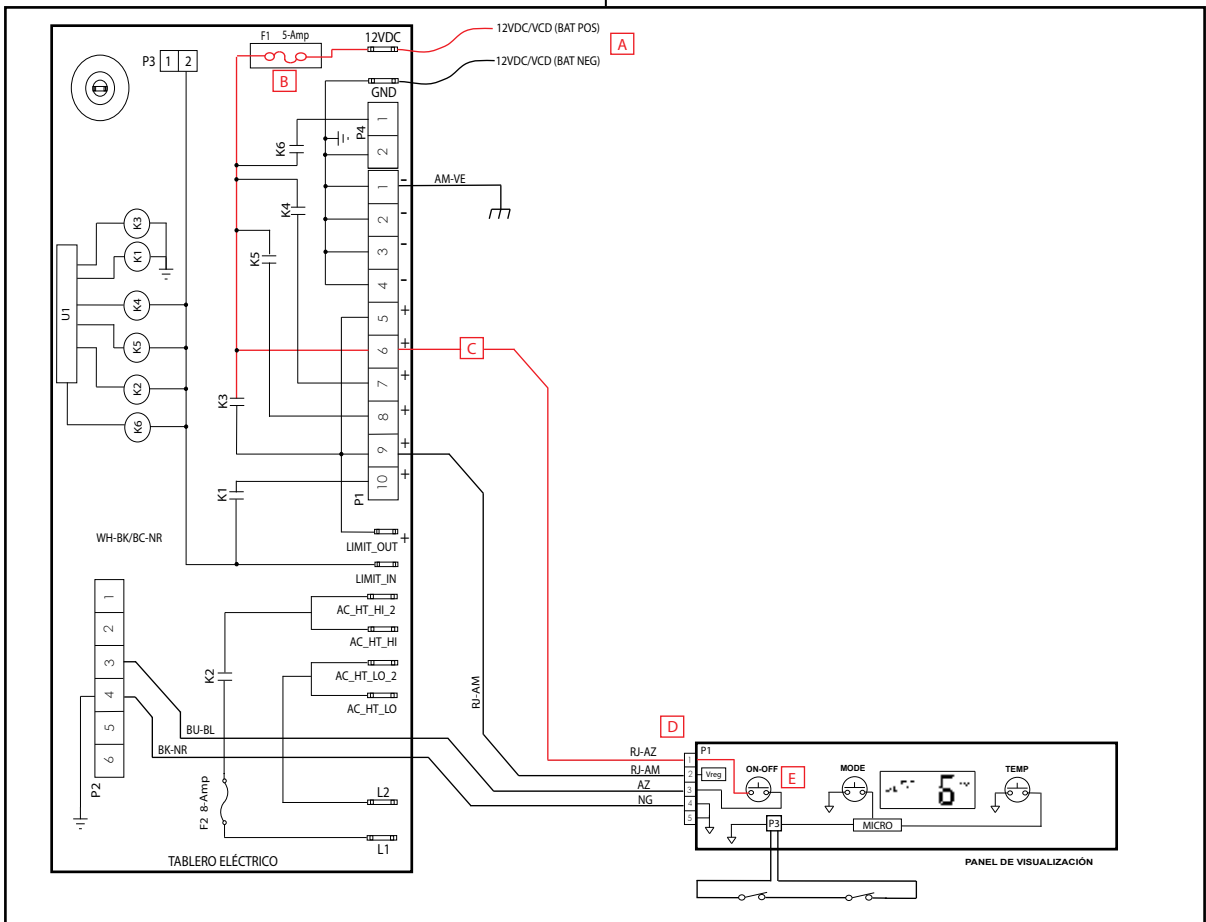 F1 5-Amp
12VDC
12VDC/VCD (BAT POS)
A
P3 1 2
B
12VDC/VCD (BAT NEG)
GND
K6
P4
1
2
AM-VE
K4
K5
1 -
2 -
3 -
4 -
5 +
6 +
7 +
8 +
9 +
10 +
P1
C
U1
K3
K1
K4
K5
K2
K6
K3
K1
WH-BK/BC-NR
LIMIT_OUT +
LIMIT_IN
AC_HT_HI_2
AC_HT_HI
AC_HT_LO_2
AC_HT_LO
K2
1
2
3
4
5
6
P2
BU-BL
BK-NR
RJ-AM
F2 8-Amp
L2
L1
TABLERO ELÉCTRICO
D
RJ-AZ
RJ-AM
AZ
NG
1
2
3
4
5
P1
Vreg
ON-OFF
E
MODE
6
TEMP
P3
MICRO
PANEL DE VISUALIZACIÓN